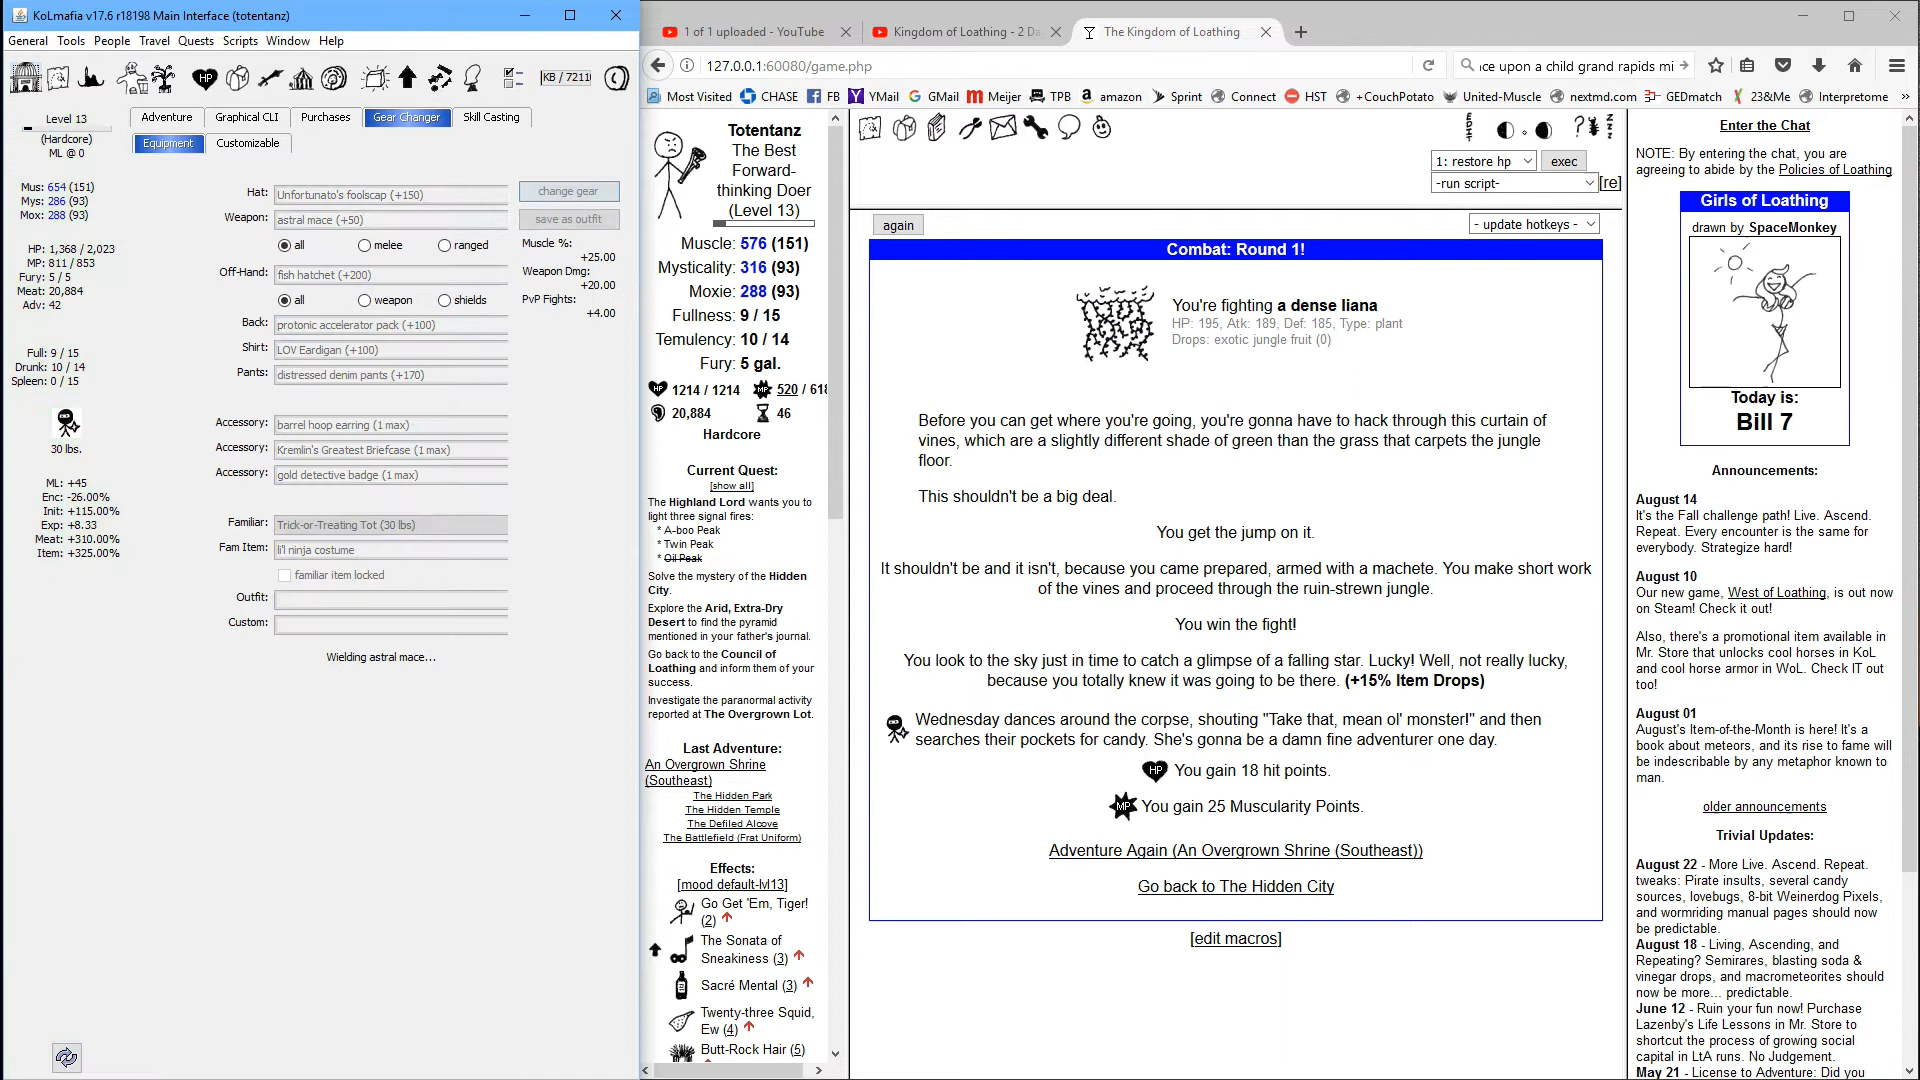 KoLmafia v17.6 r18198 Main Interface (totentanz)
General Tools People Travel Quests Scripts Window Help
HP
KB / 7211
Adventure Graphical CLI Purchases Gear Changer Skill Casting
Equipment Customizable
Level 13
(Hardcore)
ML @ 0
Mus: 654 (151)
Mys: 286 (93)
Mox: 288 (93)
HP: 1,368 / 2,023
MP: 811 / 853
Fury: 5 / 5
Meat: 20,884
Adv: 42
Full: 9 / 15
Drunk: 10 / 14
Spleen: 0 / 15
30 lbs.
ML: +45
Enc: -26.00%
Init: +115.00%
Exp: +8.33
Meat: +310.00%
Item: +325.00%
Hat: Unfortunato's foolscap (+150)
Weapon: astral mace (+50)
all melee ranged
Off-Hand: fish hatchet (+200)
all weapon shields
Back: protonic accelerator pack (+100)
Shirt: LOV Eardigan (+100)
Pants: distressed denim pants (+170)
Accessory: barrel hoop earring (1 max)
Accessory: Kremlin's Greatest Briefcase (1 max)
Accessory: gold detective badge (1 max)
Familiar: Trick-or-Treating Tot (30 lbs)
Fam Item: li'l ninja costume
familiar item locked
Outfit:
Custom:
Wielding astral mace...
change gear
save as outfit
Muscle %:
+25.00
Weapon Dmg:
+20.00
PvP Fights:
+4.00
1 of 1 uploaded - YouTube
Kingdom of Loathing - 2 Da
The Kingdom of Loathing
127.0.0.1:60080/game.php
ice upon a child grand rapids mi
Most Visited CHASE FB YMail GMail Meijer TPB amazon Sprint Connect HST +CouchPotato United-Muscle nextmd.com GEDmatch 23&Me Interpretome
Totentanz
The Best
Forward-
thinking Doer
(Level 13)
Muscle: 576 (151)
Mysticality: 316 (93)
Moxie: 288 (93)
Fullness: 9 / 15
Temulency: 10 / 14
Fury: 5 gal.
HP 1214 / 1214 MP 520 / 618
20,884 46
Hardcore
Current Quest:
[show all]
The Highland Lord wants you to
light three signal fires:
* A-boo Peak
* Twin Peak
* Oil Peak
Solve the mystery of the Hidden
City.
Explore the Arid, Extra-Dry
Desert to find the pyramid
mentioned in your father's journal.
Go back to the Council of
Loathing and inform them of your
success.
Investigate the paranormal activity
reported at The Overgrown Lot.
Last Adventure:
An Overgrown Shrine
(Southeast)
The Hidden Park
The Hidden Temple
The Defiled Alcove
The Battlefield (Frat Uniform)
Effects:
[mood default-lvl13]
Go Get 'Em, Tiger!
(2)
The Sonata of
Sneakiness (3)
Sacré Mental (3)
Twenty-three Squid,
Ew (4)
Butt-Rock Hair (5)
EDIT
1: restore hp exec
-run script- [re]
again - update hotkeys -
Combat: Round 1!
You're fighting a dense liana
HP: 195, Atk: 189, Def: 185, Type: plant
Drops: exotic jungle fruit (0)
Before you can get where you're going, you're gonna have to hack through this curtain of
vines, which are a slightly different shade of green than the grass that carpets the jungle
floor.
This shouldn't be a big deal.
You get the jump on it.
It shouldn't be and it isn't, because you came prepared, armed with a machete. You make short work
of the vines and proceed through the ruin-strewn jungle.
You win the fight!
You look to the sky just in time to catch a glimpse of a falling star. Lucky! Well, not really lucky,
because you totally knew it was going to be there. (+15% Item Drops)
Wednesday dances around the corpse, shouting "Take that, mean ol' monster!" and then
searches their pockets for candy. She's gonna be a damn fine adventurer one day.
HP You gain 18 hit points.
MP You gain 25 Muscularity Points.
Adventure Again (An Overgrown Shrine (Southeast))
Go back to The Hidden City
[edit macros]
Enter the Chat
NOTE: By entering the chat, you are
agreeing to abide by the Policies of Loathing
Girls of Loathing
drawn by SpaceMonkey
Today is:
Bill 7
Announcements:
August 14
It's the Fall challenge path! Live. Ascend.
Repeat. Every encounter is the same for
everybody. Strategize hard!
August 10
Our new game, West of Loathing, is out now
on Steam! Check it out!
Also, there's a promotional item available in
Mr. Store that unlocks cool horses in KoL
and cool horse armor in WoL. Check IT out
too!
August 01
August's Item-of-the-Month is here! It's a
book about meteors, and its rise to fame will
be indescribable by any metaphor known to
man.
older announcements
Trivial Updates:
August 22 - More Live. Ascend. Repeat.
tweaks: Pirate insults, several candy
sources, lovebugs, 8-bit Weinerdog Pixels,
and wormriding manual pages should now
be predictable.
August 18 - Living, Ascending, and
Repeating? Semirares, blasting soda &
vinegar drops, and macrometeorites should
now be more... predictable.
June 12 - Ruin your fun now! Purchase
Lazenby's Life Lessons in Mr. Store to
shortcut the process of growing social
capital in LtA runs. No Judgement.
May 21 - License to Adventure: Did you